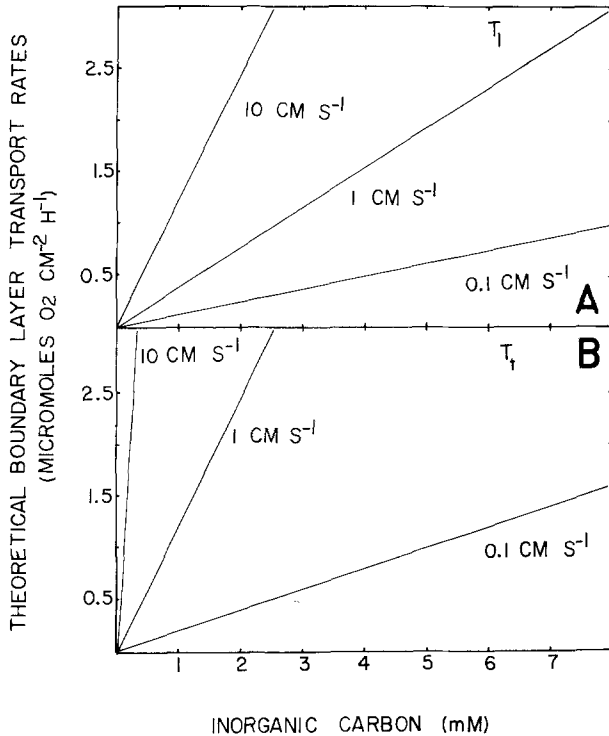 THEORETICAL BOUNDARY LAYER TRANSPORT RATES
(MICROMOLES O2 CM⁻² H⁻¹)
2.5
1.5
0.5
Tl
10 CM S⁻¹
1 CM S⁻¹
0.1 CM S⁻¹
A
10 CM S⁻¹
Tt
B
2.5
1.5
0.5
1 CM S⁻¹
0.1 CM S⁻¹
1 2 3 4 5 6 7
INORGANIC CARBON (mM)